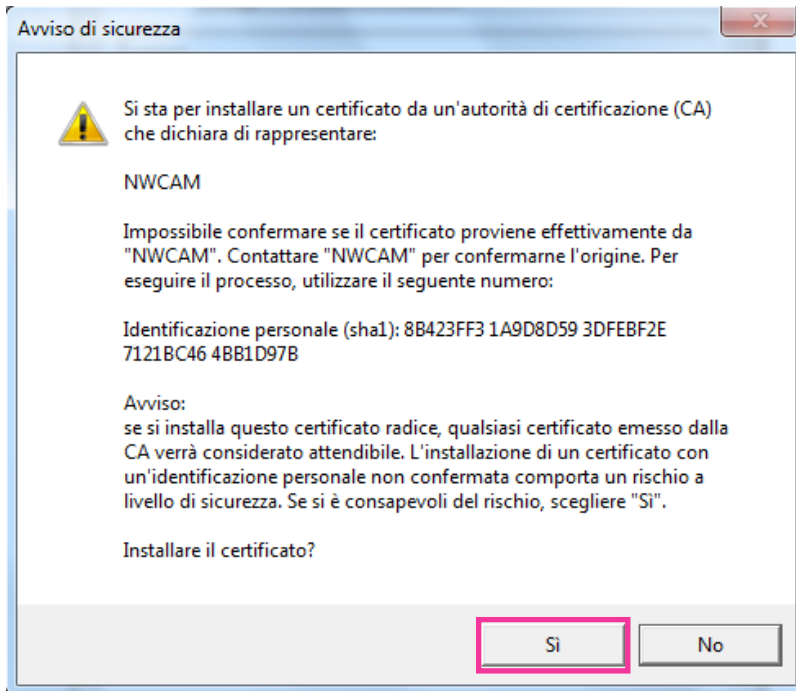 Avviso di sicurezza
Si sta per installare un certificato da un'autorità di certificazione (CA)
che dichiara di rappresentare:
NWCAM
Impossibile confermare se il certificato proviene effettivamente da
"NWCAM". Contattare "NWCAM" per confermarne l'origine. Per
eseguire il processo, utilizzare il seguente numero:
Identificazione personale (sha1): 8B423FF3 1A9D8D59 3DFEBF2E
7121BC46 4BB1D97B
Avviso:
se si installa questo certificato radice, qualsiasi certificato emesso dalla
CA verrà considerato attendibile. L'installazione di un certificato con
un'identificazione personale non confermata comporta un rischio a
livello di sicurezza. Se si è consapevoli del rischio, scegliere "Sì".
Installare il certificato?
Sì No